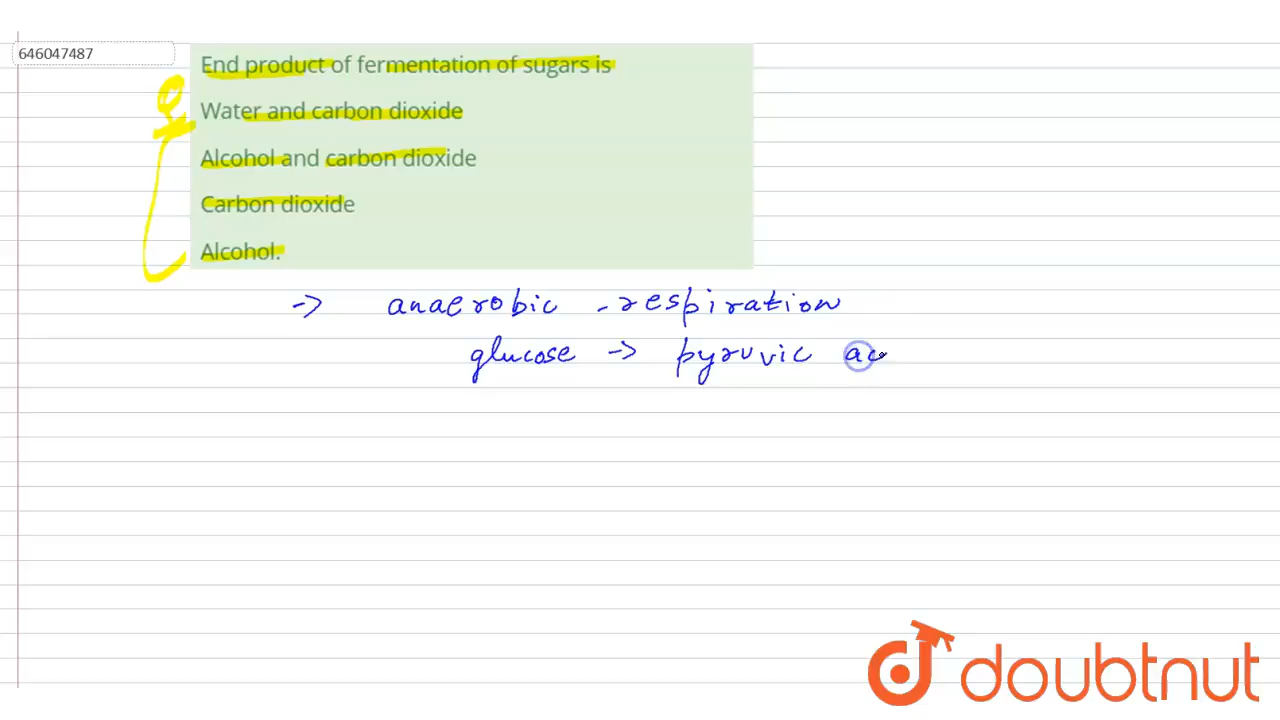 646047487
End product of fermentation of sugars is
Water and carbon dioxide
Alcohol and carbon dioxide
Carbon dioxide
Alcohol.
-> anaerobic -respiration
glucose -> pyruvic ac
doubtnut